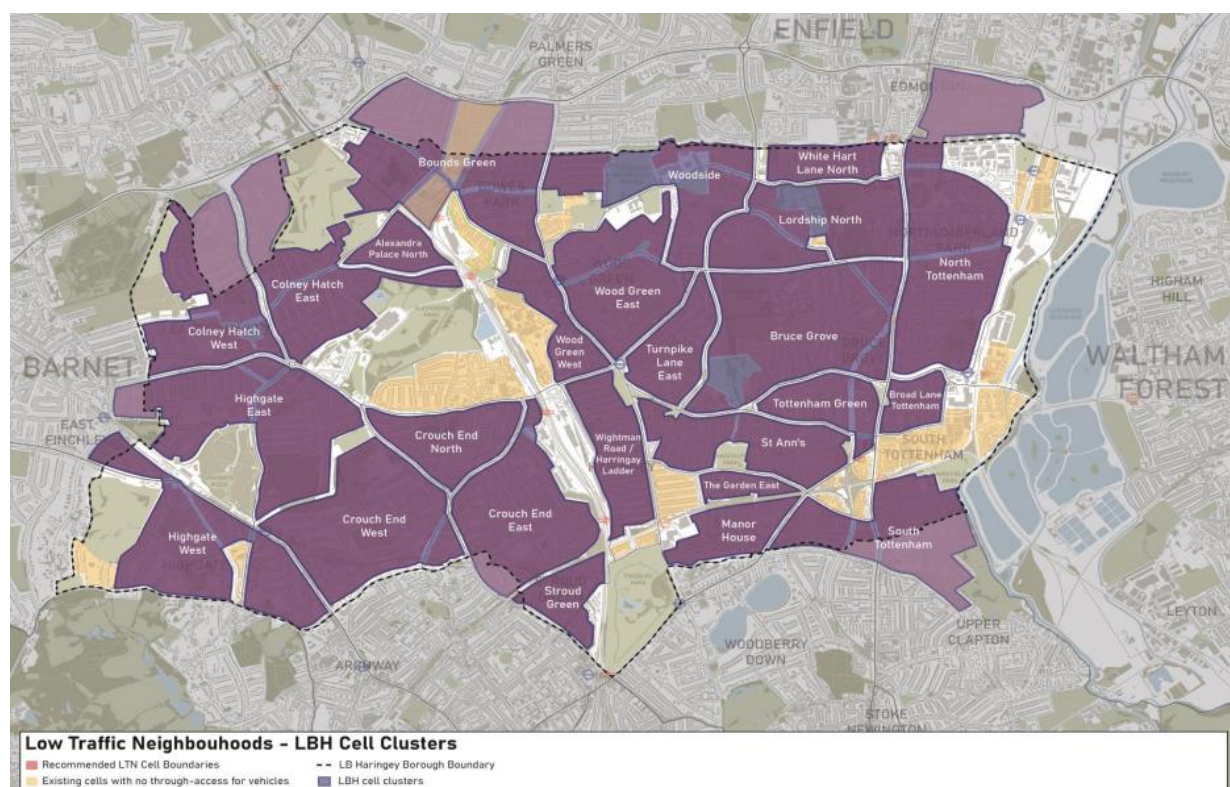 ENFIELD
PALMERS
GREEN
EDMONTON
Bounds Green
White Hart
Lane North
Woodside
Lordship North
NORTHUMBERLAND
PARK
Alexandra
Palace North
North
Tottenham
HIGHAM
HILL
Colney Hatch
East
WOOD
GREEN
Wood Green
East
Colney Hatch
West
Bruce Grove
BRUCE
GROVE
Wood
Green
West
Turnpike
Lane
East
BARNET
WALTHAM
FOREST
Highgate
East
Tottenham Green
Broad Lane
Tottenham
EAST
FINCHLEY
Crouch End
North
Wightman
Road /
Harringay
Ladder
St Ann's
SOUTH
TOTTENHAM
The Garden East
Crouch End
West
Crouch End
East
Manor
House
South
Tottenham
Highgate
West
HIGHGATE
Stroud
Green
UPPER
CLAPTON
LEYTON
WOODBERRY
DOWN
ARCHWAY
STOKE
NEWINGTON
Low Traffic Neighbouhoods - LBH Cell Clusters
Recommended LTN Cell Boundaries
LB Haringey Borough Boundary
Existing cells with no through-access for vehicles
LBH cell clusters